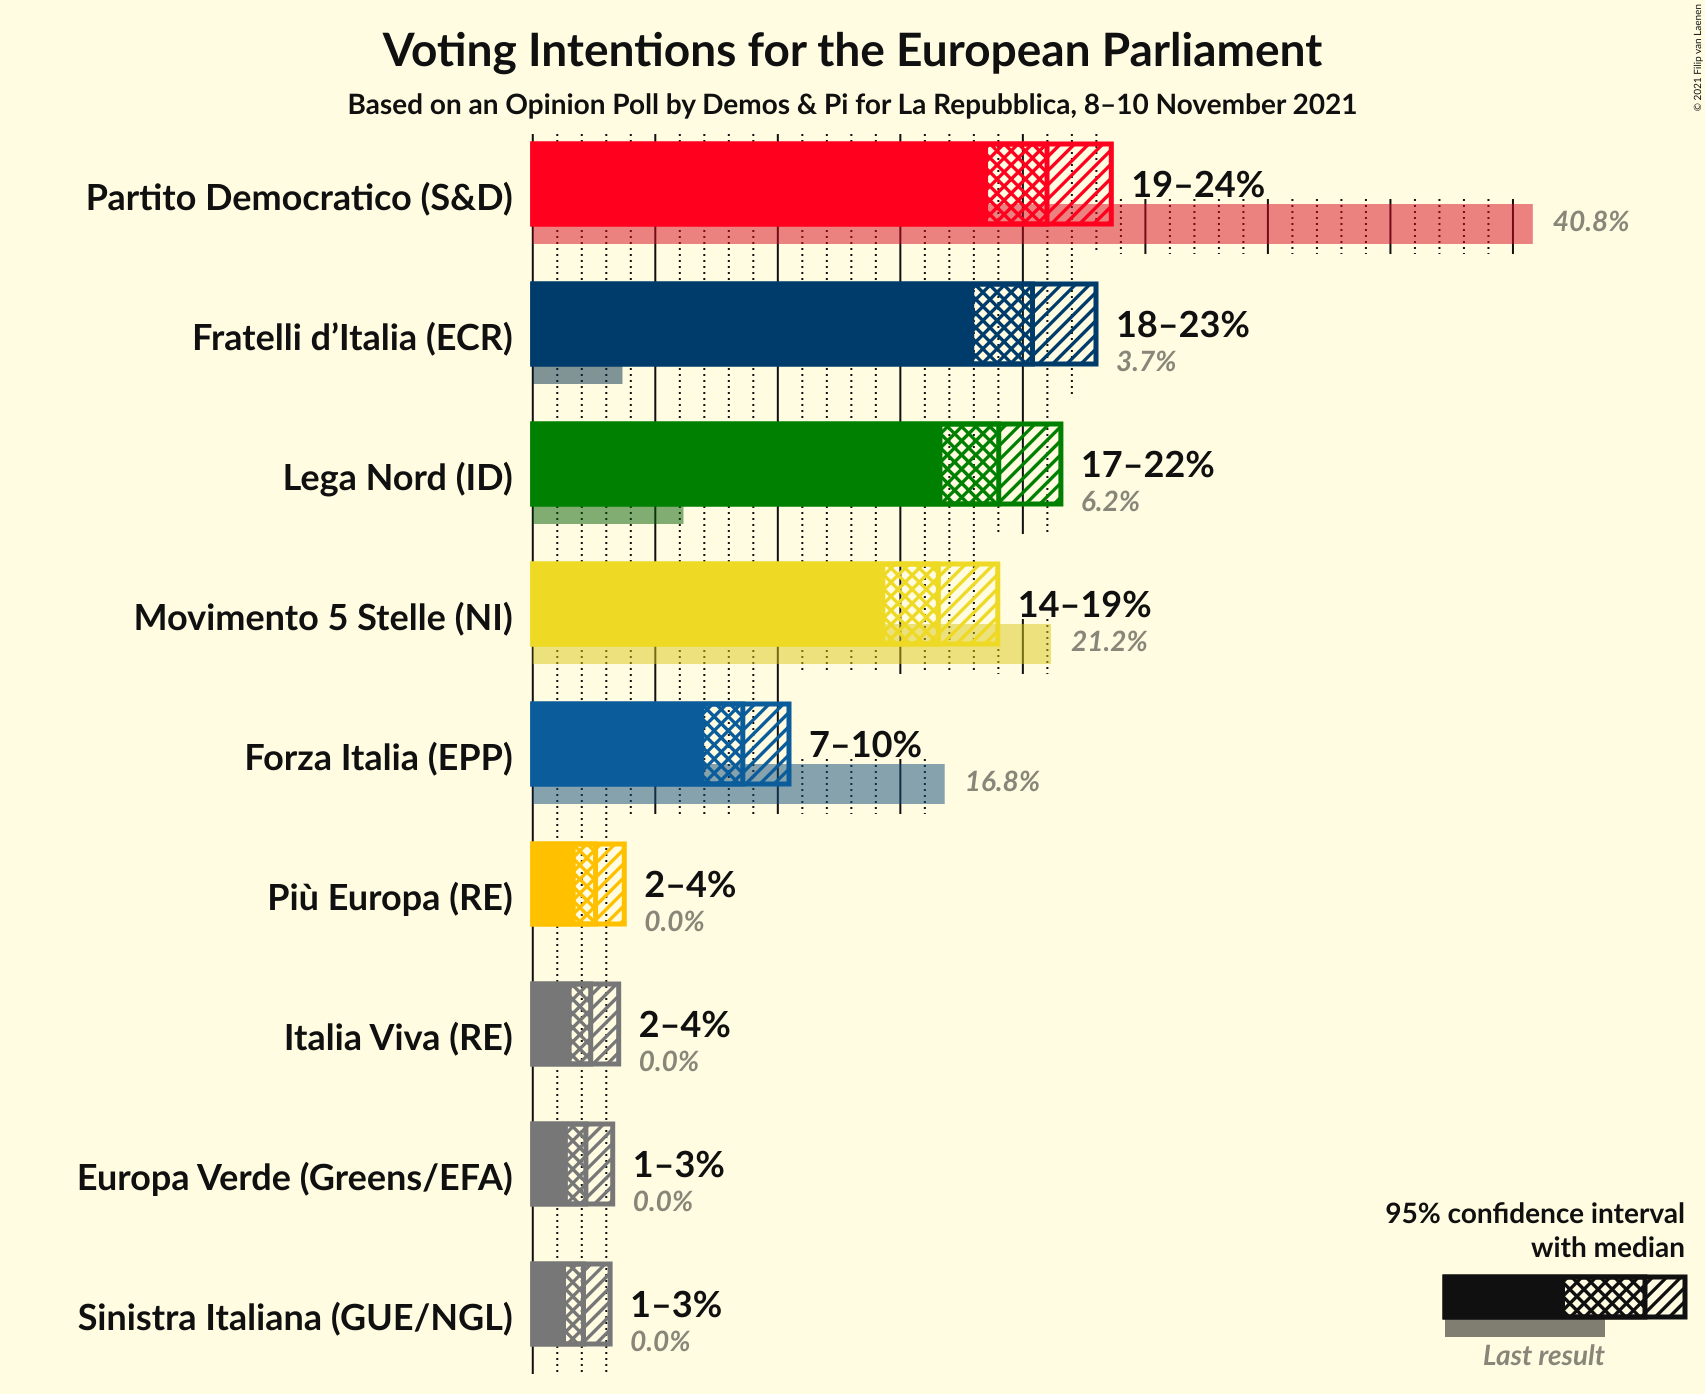 Voting Intentions for the European Parliament
Based on an Opinion Poll by Demos & Pi for La Repubblica, 8–10 November 2021
© 2021 Filip van Laenen
Partito Democratico (S&D)
19–24%
40.8%
Fratelli d’Italia (ECR)
18–23%
3.7%
Lega Nord (ID)
17–22%
6.2%
Movimento 5 Stelle (NI)
14–19%
21.2%
Forza Italia (EPP)
7–10%
16.8%
Più Europa (RE)
2–4%
0.0%
Italia Viva (RE)
2–4%
0.0%
Europa Verde (Greens/EFA)
1–3%
0.0%
Sinistra Italiana (GUE/NGL)
1–3%
0.0%
95% confidence interval
with median
Last result